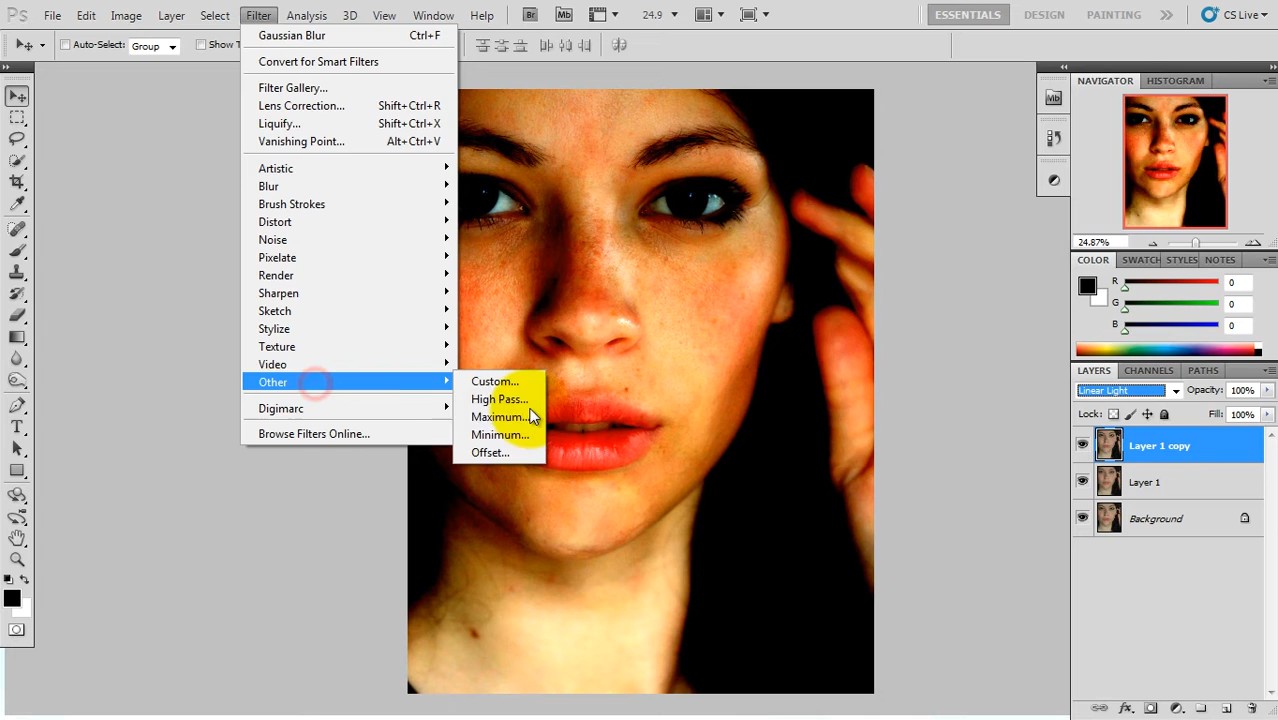 Ps File Edit Image Layer Select Filter Analysis 3D View Window Help Br Mb 24.9 ESSENTIALS DESIGN PAINTING CS Live
Auto-Select: Group Show T
Gaussian Blur Ctrl+F
Convert for Smart Filters
Filter Gallery...
Lens Correction... Shift+Ctrl+R
Liquify... Shift+Ctrl+X
Vanishing Point... Alt+Ctrl+V
Artistic
Blur
Brush Strokes
Distort
Noise
Pixelate
Render
Sharpen
Sketch
Stylize
Texture
Video
Other
Digimarc
Browse Filters Online...
Custom...
High Pass...
Maximum...
Minimum...
Offset...
Mb
NAVIGATOR HISTOGRAM
24.87%
COLOR SWATCH STYLES NOTES
R 0
G 0
B 0
LAYERS CHANNELS PATHS
Linear Light Opacity: 100%
Lock: Fill: 100%
Layer 1 copy
Layer 1
Background
fx